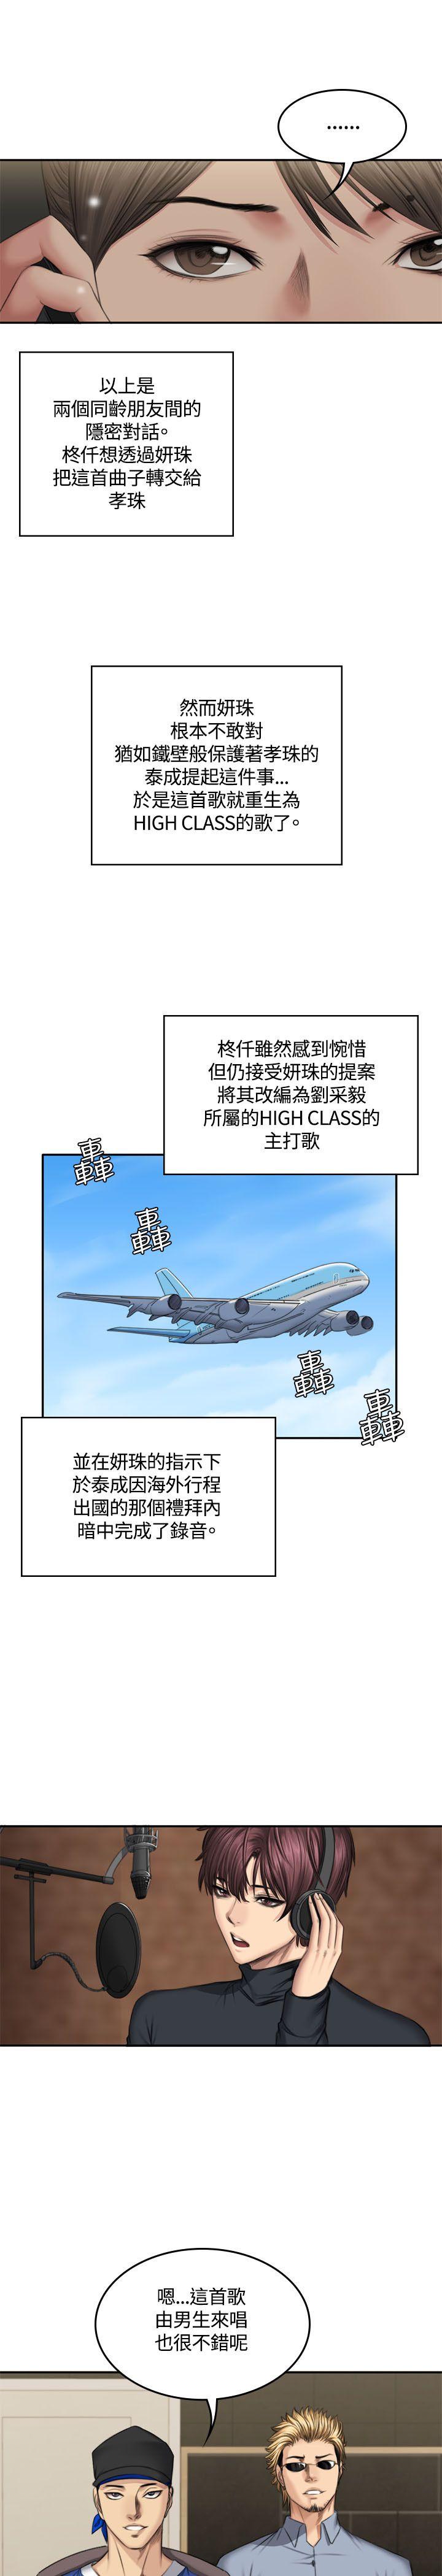 ......
以上是
兩個同齡朋友間的
隱密對話。
柊仟想透過妍珠
把這首曲子轉交給
孝珠
然而妍珠
根本不敢對
猶如鐵壁般保護著孝珠的
泰成提起這件事...
於是這首歌就重生為
HIGH CLASS的歌了。
柊仟雖然感到惋惜
但仍接受妍珠的提案
將其改編為劉采毅
所屬的HIGH CLASS的
主打歌
轟
轟
轟
轟
並在妍珠的指示下
於泰成因海外行程
出國的那個禮拜內
暗中完成了錄音。
嗯...這首歌
由男生來唱
也很不錯呢